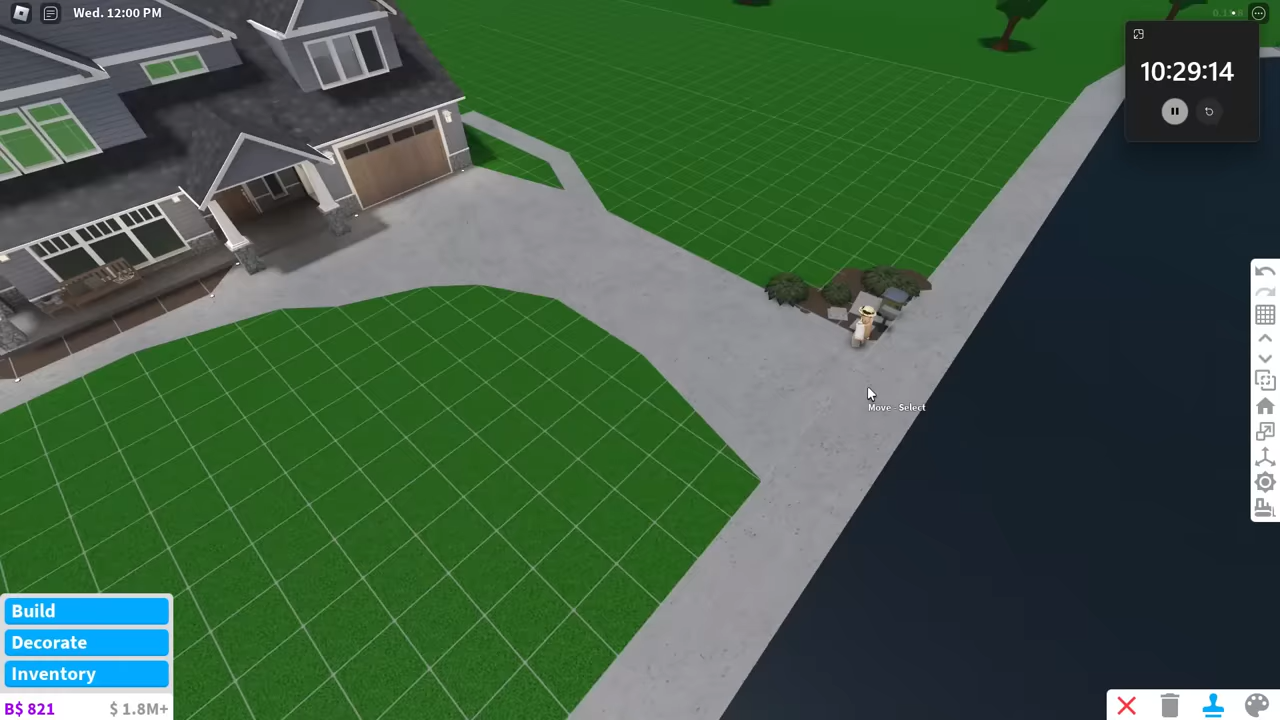 Wed. 12:00 PM
10:29:14
Move - Select
Build
Decorate
Inventory
B$ 821
$ 1.8M+